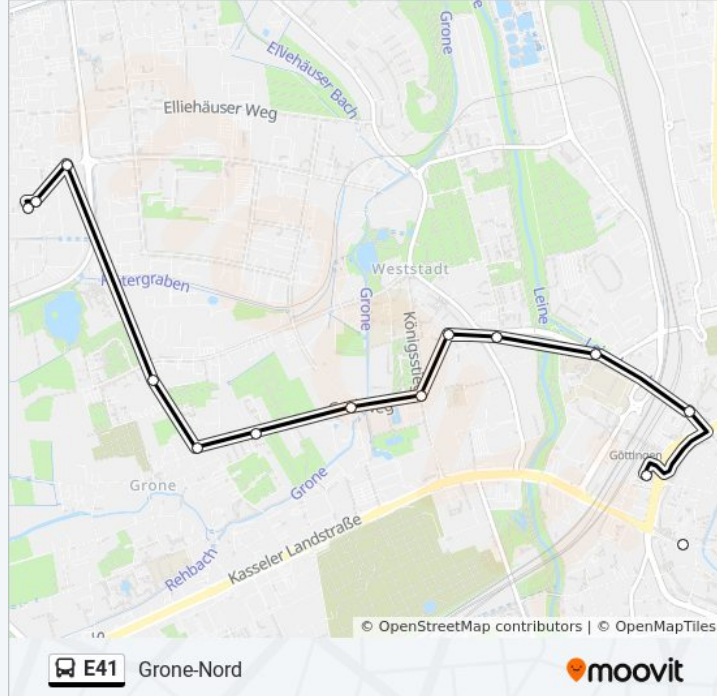 Grone
Ellehäuser Bach
Elliehäuser Weg
Weststadt
Grone
Königsstieg
Leine
Göttingen
Grone
Grone
Rehbach
Kasseler Landstraße
© OpenStreetMap contributors | © OpenMapTiles
E41 Grone-Nord
moovit